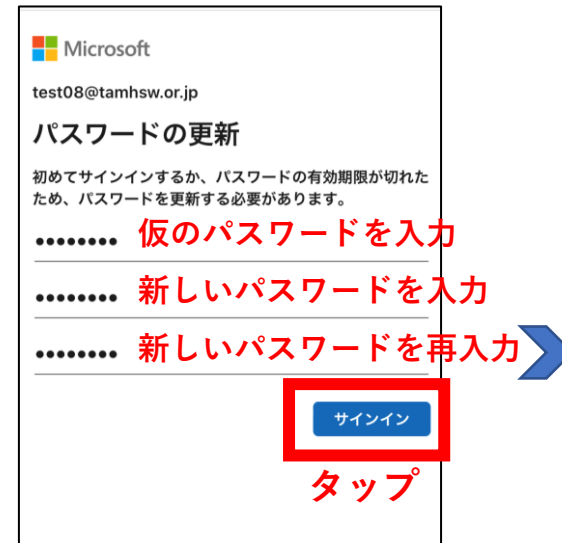 Microsoft
test08@tamhsw.or.jp
パスワードの更新
初めてサインインするか、パスワードの有効期限が切れた
ため、パスワードを更新する必要があります。
•••••••• 仮のパスワードを入力
•••••••• 新しいパスワードを入力
•••••••• 新しいパスワードを再入力
サインイン
タップ